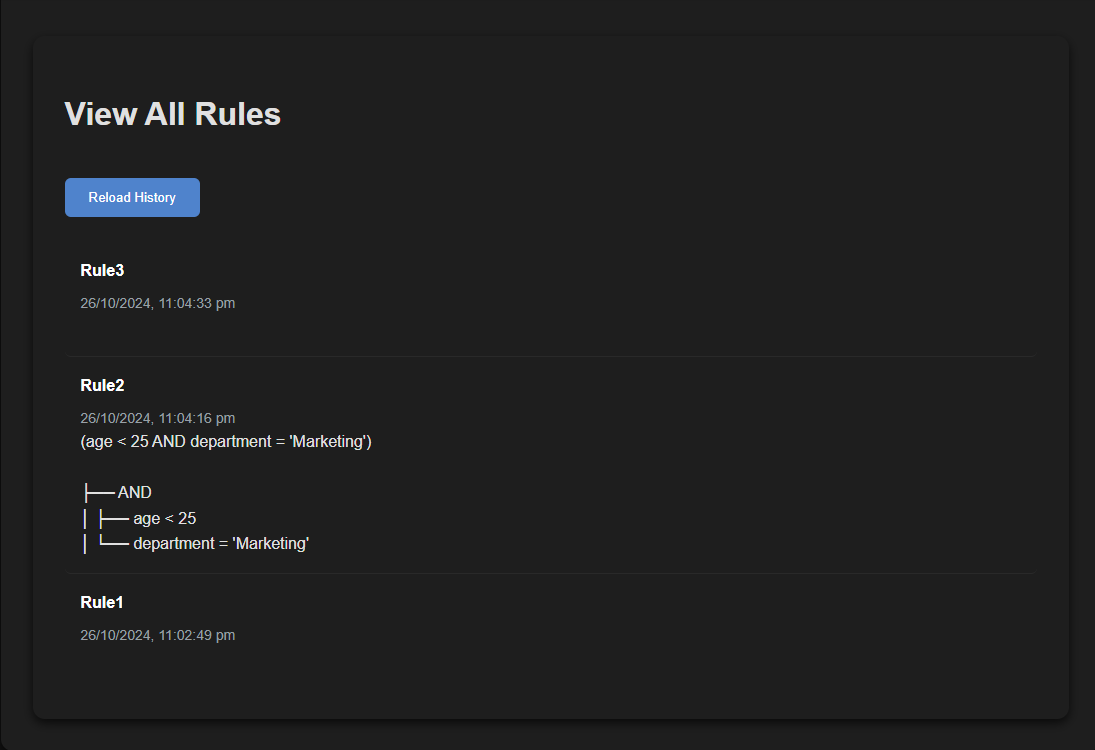 View All Rules
Reload History
Rule3
26/10/2024, 11:04:33 pm
Rule2
26/10/2024, 11:04:16 pm
(age < 25 AND department = 'Marketing')
├── AND
│ ├── age < 25
│ └── department = 'Marketing'
Rule1
26/10/2024, 11:02:49 pm